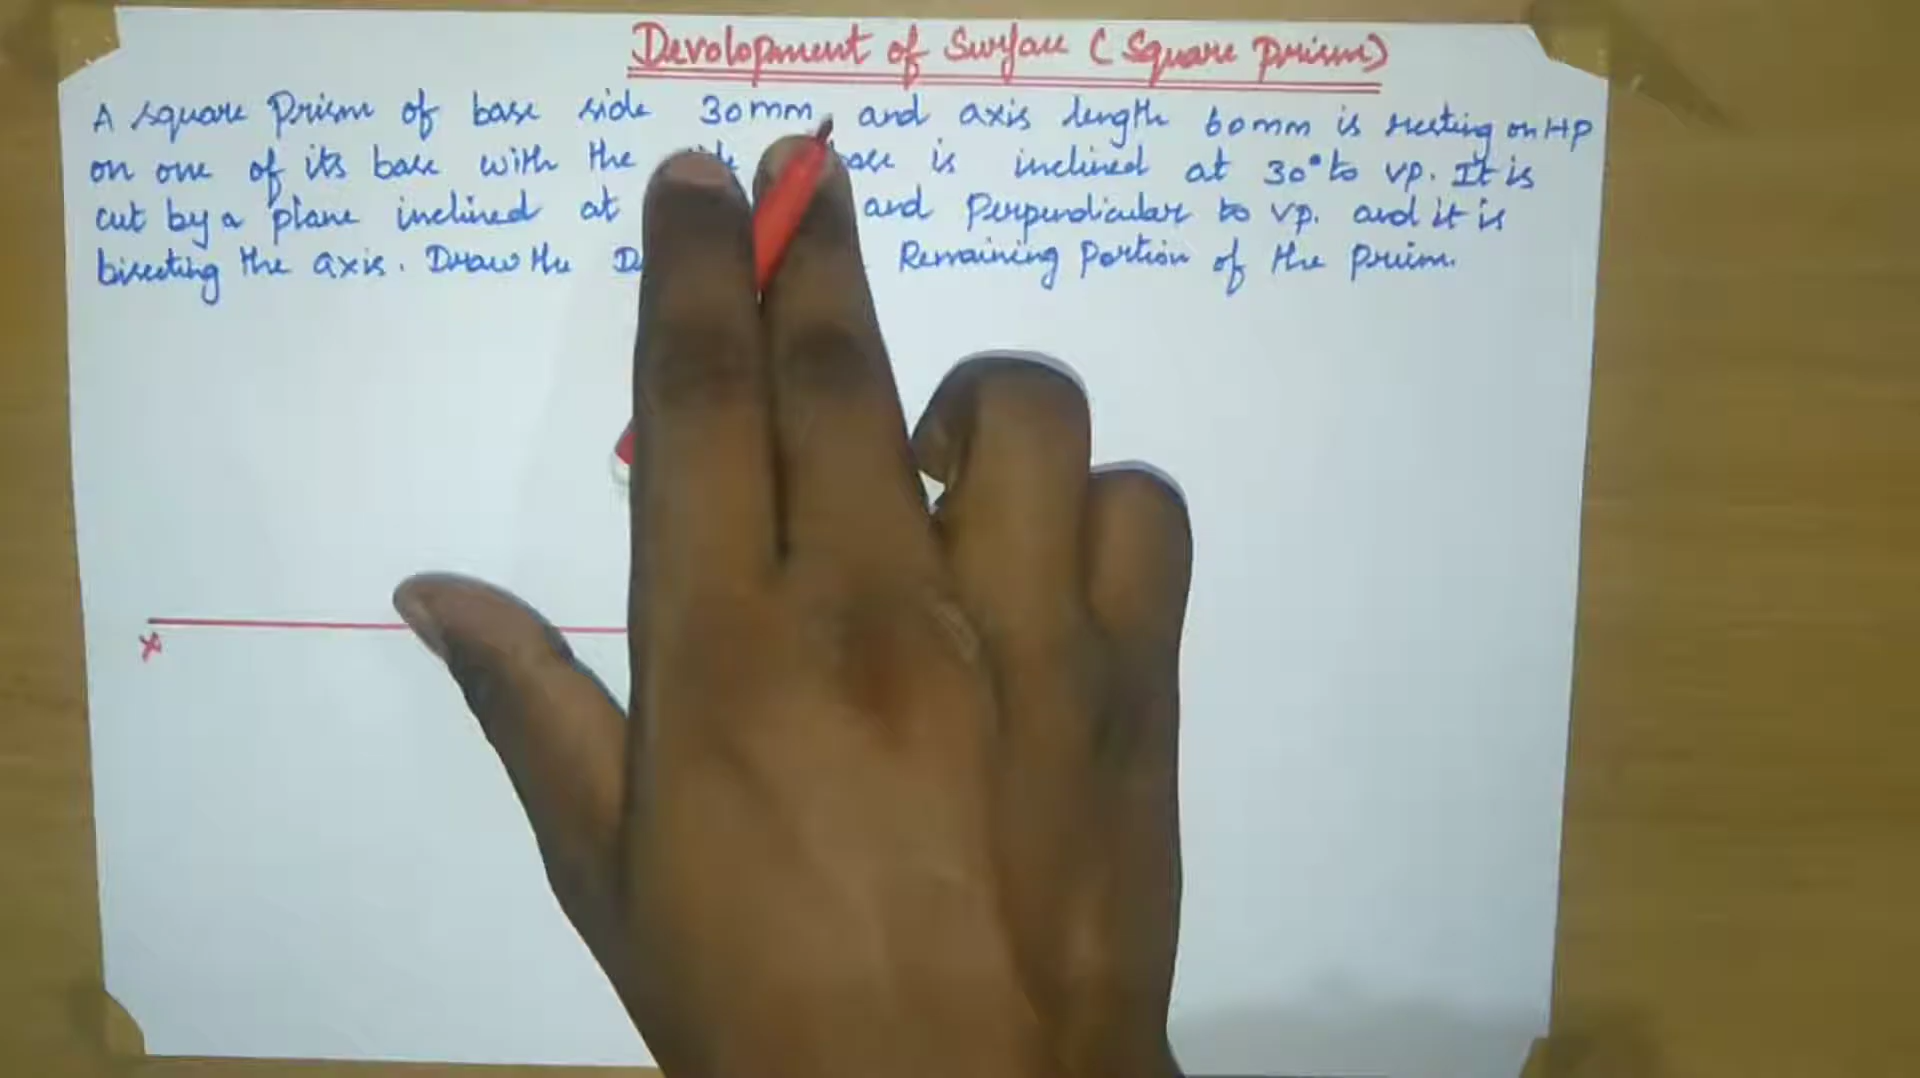 Devolopment of Surface (Square prism)
A square Prism of base side 30mm, and axis length 60mm is resting on HP
on one of its base with the base is inclined at 30° to vp. It is
cut by a plane inclined at and Perpendicular to vp. and it is
bisecting the axis. Draw the Remaining Portion of the prism.
X